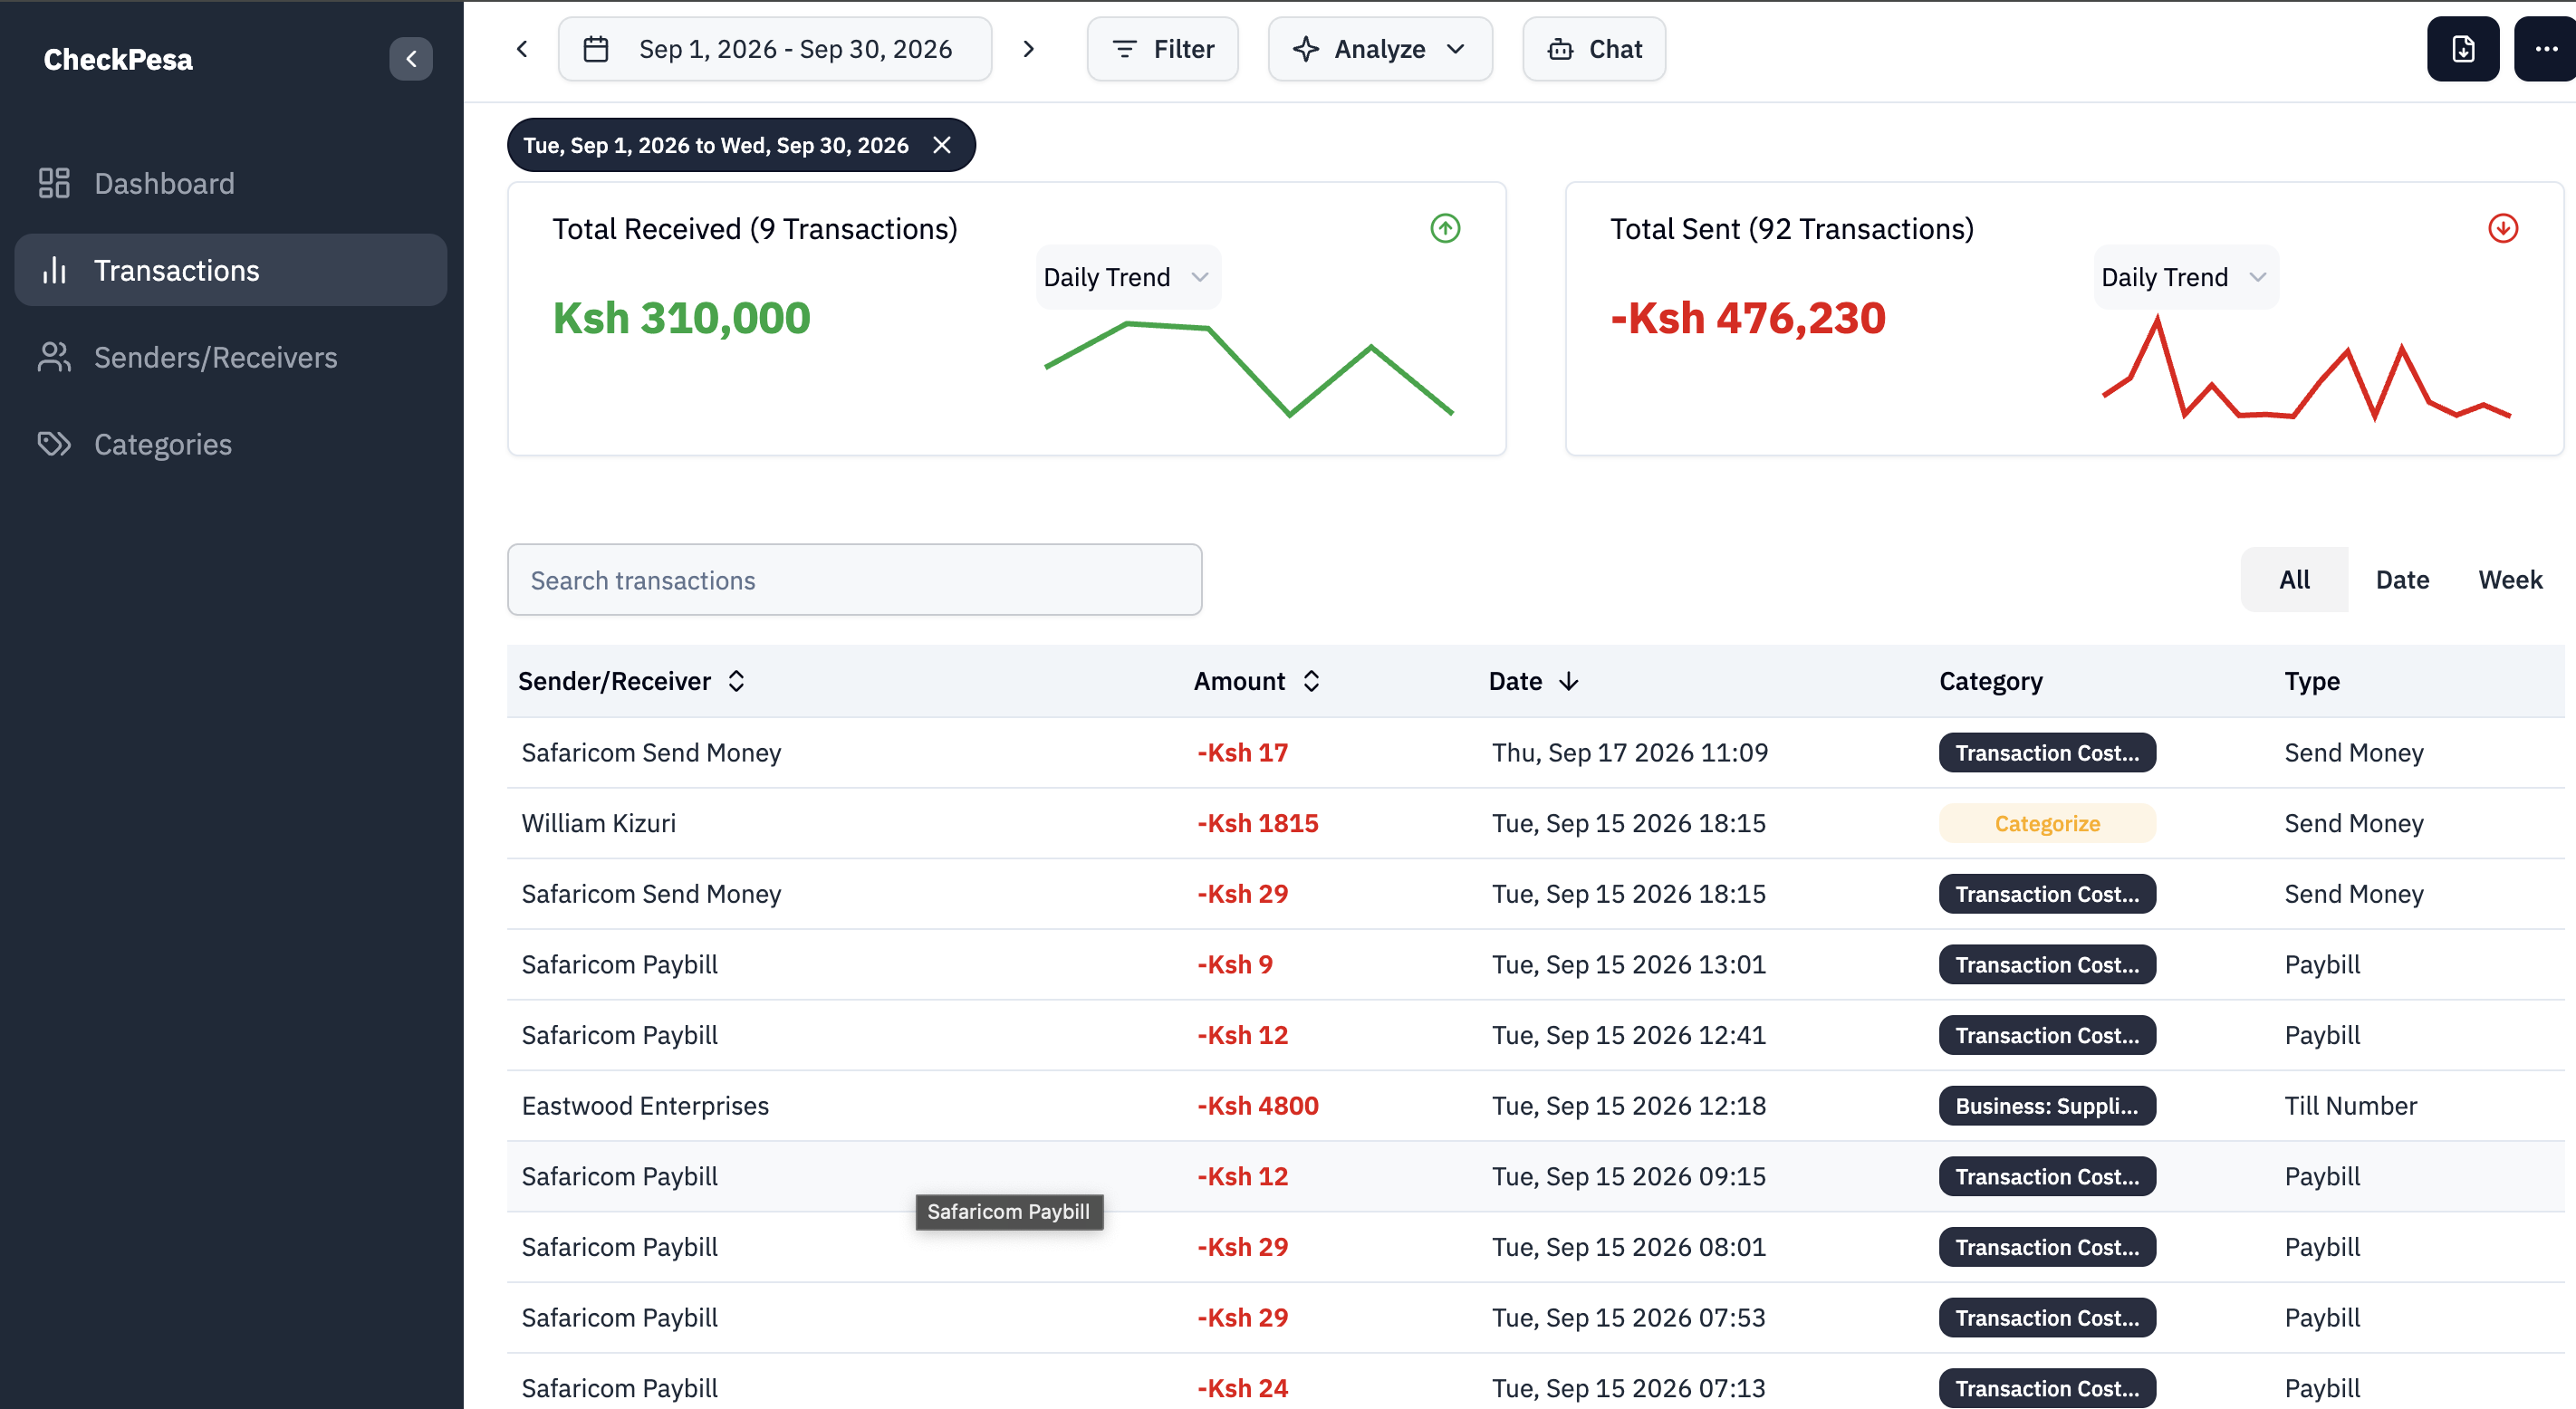 CheckPesa
Dashboard
Transactions
Senders/Receivers
Categories
Sep 1, 2026 - Sep 30, 2026
Filter
Analyze
Chat
Tue, Sep 1, 2026 to Wed, Sep 30, 2026
Total Received (9 Transactions)
Daily Trend
Ksh 310,000
Total Sent (92 Transactions)
Daily Trend
-Ksh 476,230
Search transactions
All Date Week
Sender/Receiver Amount Date Category Type
Safaricom Send Money -Ksh 17 Thu, Sep 17 2026 11:09 Transaction Cost... Send Money
William Kizuri -Ksh 1815 Tue, Sep 15 2026 18:15 Categorize Send Money
Safaricom Send Money -Ksh 29 Tue, Sep 15 2026 18:15 Transaction Cost... Send Money
Safaricom Paybill -Ksh 9 Tue, Sep 15 2026 13:01 Transaction Cost... Paybill
Safaricom Paybill -Ksh 12 Tue, Sep 15 2026 12:41 Transaction Cost... Paybill
Eastwood Enterprises -Ksh 4800 Tue, Sep 15 2026 12:18 Business: Suppli... Till Number
Safaricom Paybill -Ksh 12 Tue, Sep 15 2026 09:15 Transaction Cost... Paybill
Safaricom Paybill
Safaricom Paybill -Ksh 29 Tue, Sep 15 2026 08:01 Transaction Cost... Paybill
Safaricom Paybill -Ksh 29 Tue, Sep 15 2026 07:53 Transaction Cost... Paybill
Safaricom Paybill -Ksh 24 Tue, Sep 15 2026 07:13 Transaction Cost... Paybill